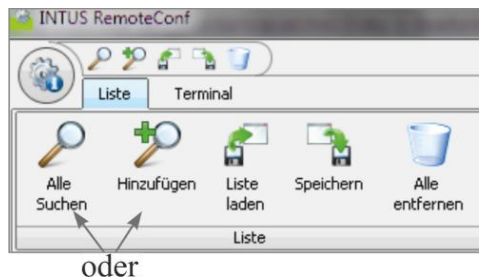 INTUS RemoteConf
Liste Terminal
Alle Suchen
Hinzufügen
Liste laden
Speichern
Alle entfernen
Liste
oder